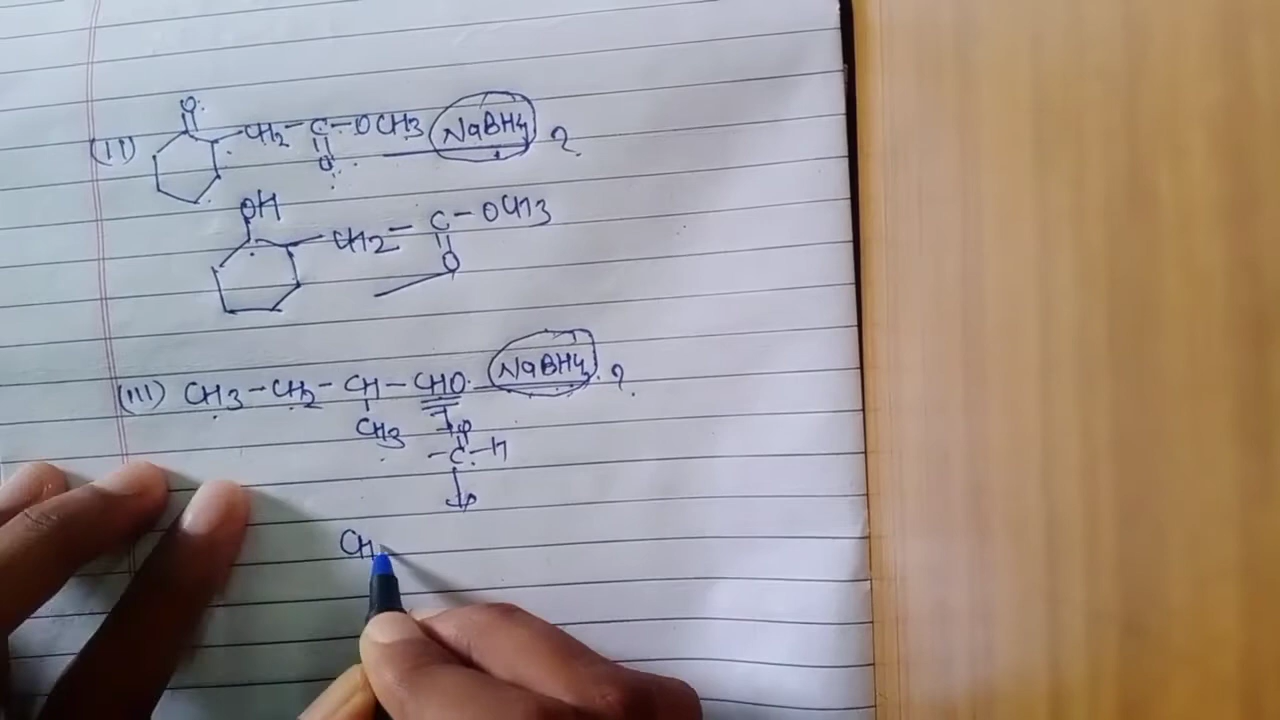 O
(II) CH2 - C - OCH3 NaBH4 ?
O
OH
CH2 - C - OCH3
O
(III) CH3 - CH2 - CH - CHO NaBH4 ?
CH3
- C - H
CH